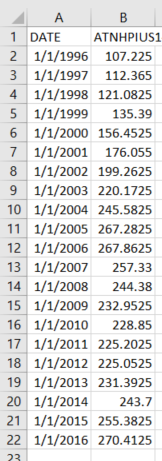 A B
1 DATE ATNHPIUS1
2 1/1/1996 107.225
3 1/1/1997 112.365
4 1/1/1998 121.0825
5 1/1/1999 135.39
6 1/1/2000 156.4525
7 1/1/2001 176.055
8 1/1/2002 199.2625
9 1/1/2003 220.1725
10 1/1/2004 245.5825
11 1/1/2005 267.2825
12 1/1/2006 267.8625
13 1/1/2007 257.33
14 1/1/2008 244.38
15 1/1/2009 232.9525
16 1/1/2010 228.85
17 1/1/2011 225.2025
18 1/1/2012 225.0525
19 1/1/2013 231.3925
20 1/1/2014 243.7
21 1/1/2015 255.3825
22 1/1/2016 270.4125
23